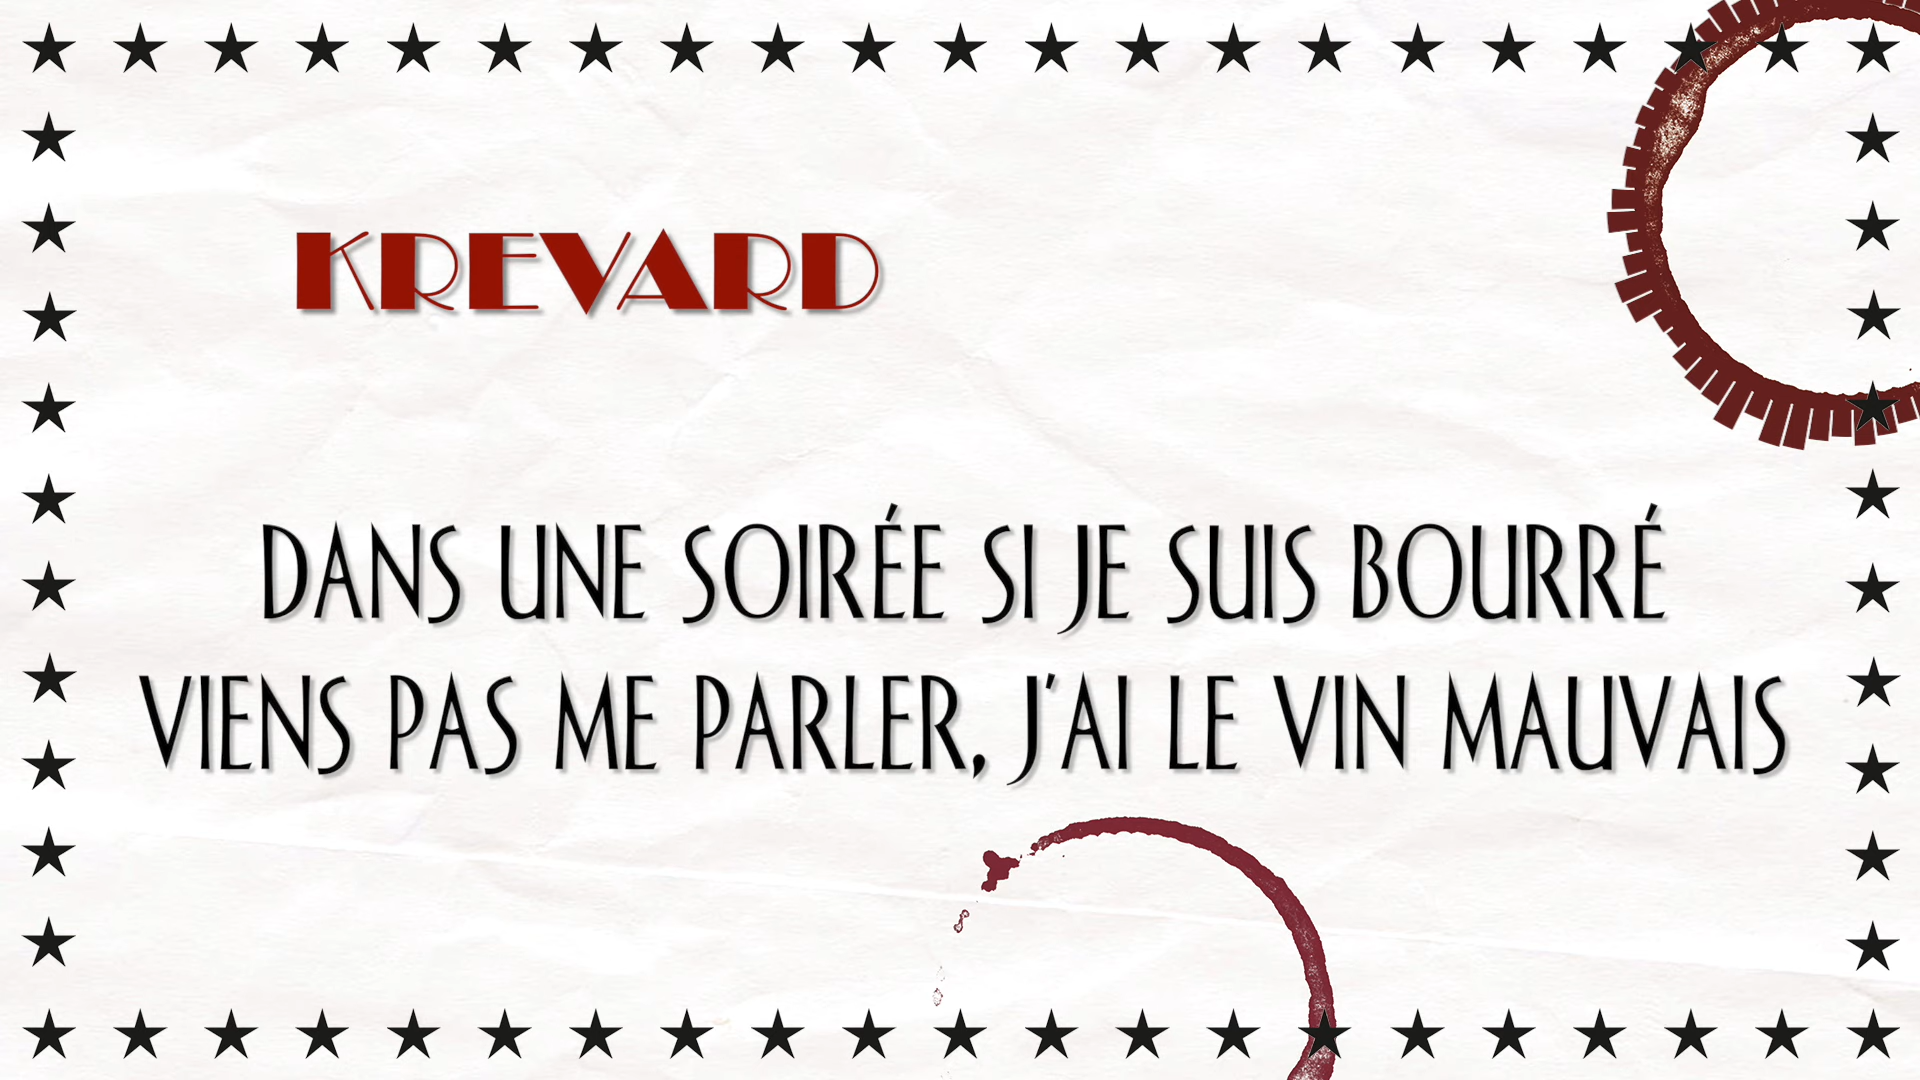 KREVARD
DANS UNE SOIRÉE SI JE SUIS BOURRÉ
VIENS PAS ME PARLER, J'AI LE VIN MAUVAIS